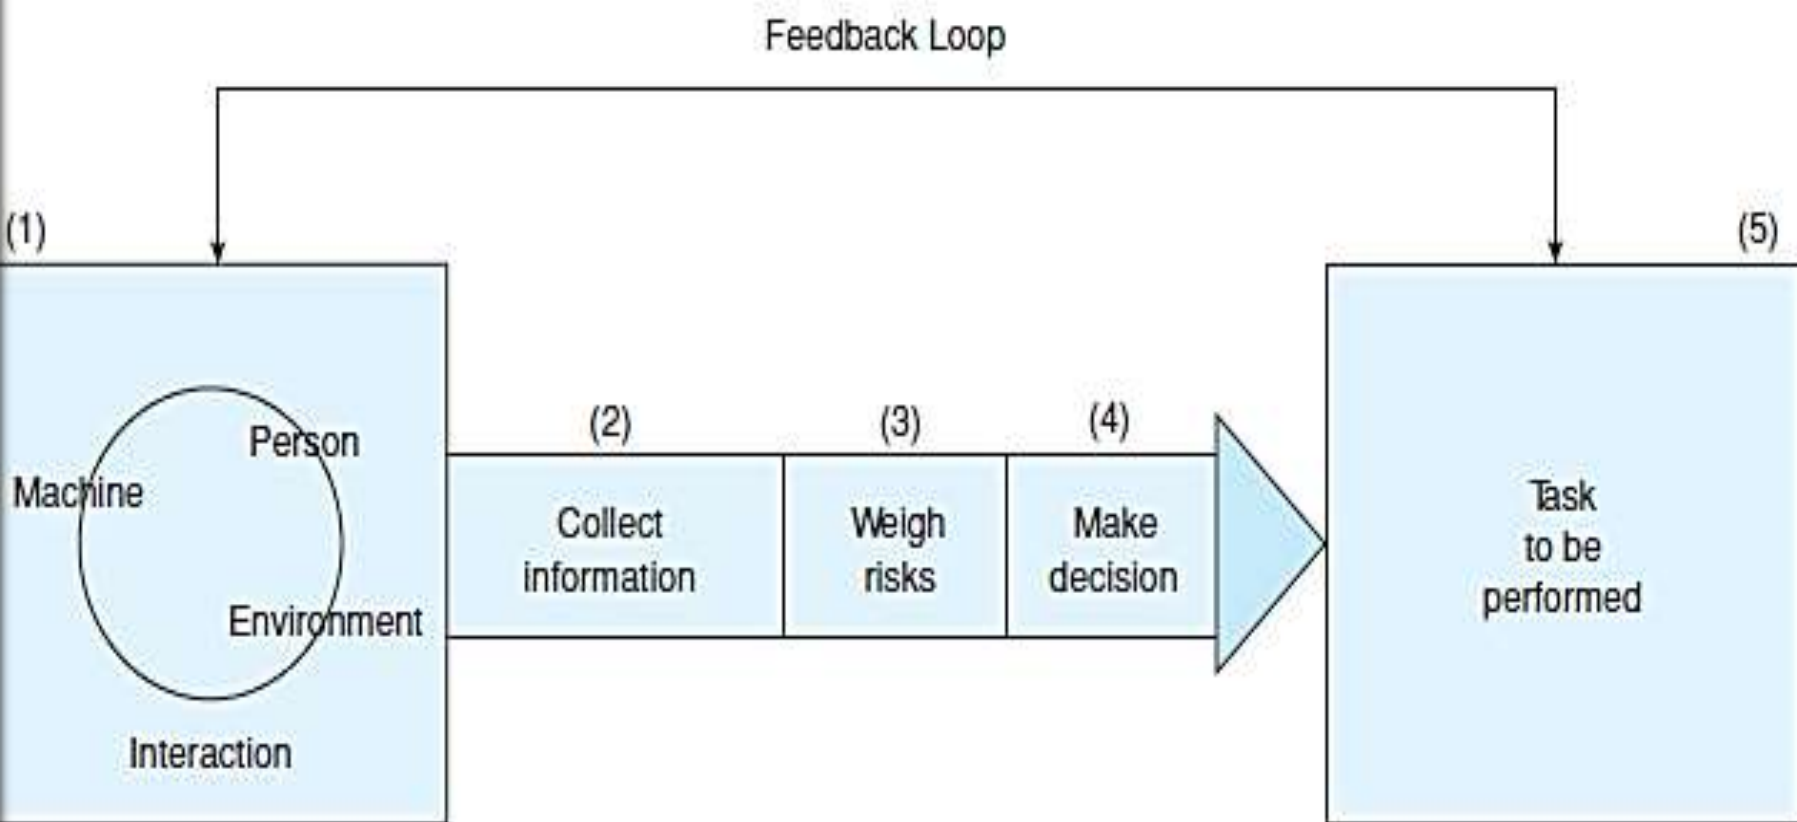 Feedback Loop
(1)
(5)
Person
Machine
Environment
Interaction
(2)
Collect
information
(3)
Weigh
risks
(4)
Make
decision
Task
to be
performed